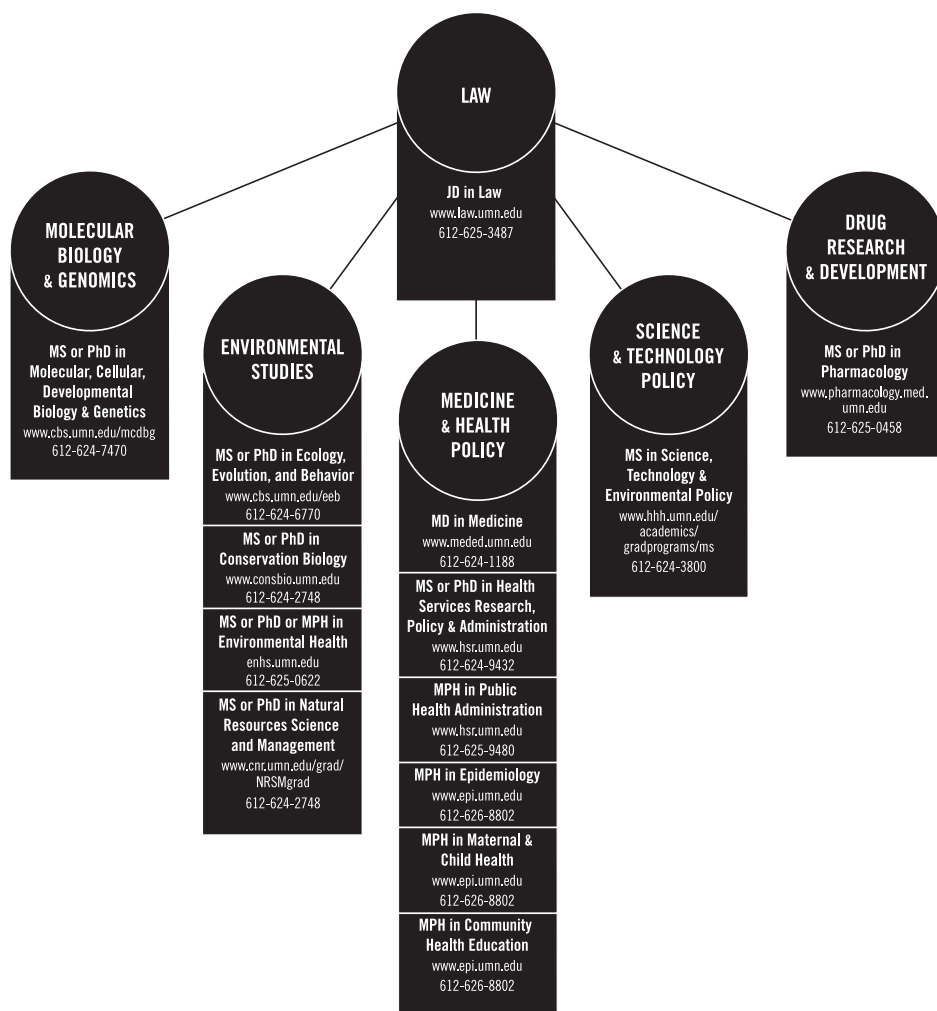 LAW
JD in Law
www.law.umn.edu
612-625-3487
MOLECULAR
BIOLOGY
& GENOMICS
MS or PhD in
Molecular, Cellular,
Developmental
Biology & Genetics
www.cbs.umn.edu/mcdbg
612-624-7470
ENVIRONMENTAL
STUDIES
MS or PhD in Ecology,
Evolution, and Behavior
www.cbs.umn.edu/eeb
612-624-6770
MS or PhD in
Conservation Biology
www.consbio.umn.edu
612-624-2748
MS or PhD or MPH in
Environmental Health
enhs.umn.edu
612-625-0622
MS or PhD in Natural
Resources Science
and Management
www.cnr.umn.edu/grad/
NRSMgrad
612-624-2748
MEDICINE
& HEALTH
POLICY
MD in Medicine
www.meded.umn.edu
612-624-1188
MS or PhD in Health
Services Research,
Policy & Administration
www.hsr.umn.edu
612-624-9432
MPH in Public
Health Administration
www.hsr.umn.edu
612-625-9480
MPH in Epidemiology
www.epi.umn.edu
612-626-8802
MPH in Maternal &
Child Health
www.epi.umn.edu
612-626-8802
MPH in Community
Health Education
www.epi.umn.edu
612-626-8802
SCIENCE
& TECHNOLOGY
POLICY
MS in Science,
Technology &
Environmental Policy
www.hhh.umn.edu/
academics/
gradprograms/ms
612-624-3800
DRUG
RESEARCH
& DEVELOPMENT
MS or PhD in
Pharmacology
www.pharmacology.med.
umn.edu
612-625-0458